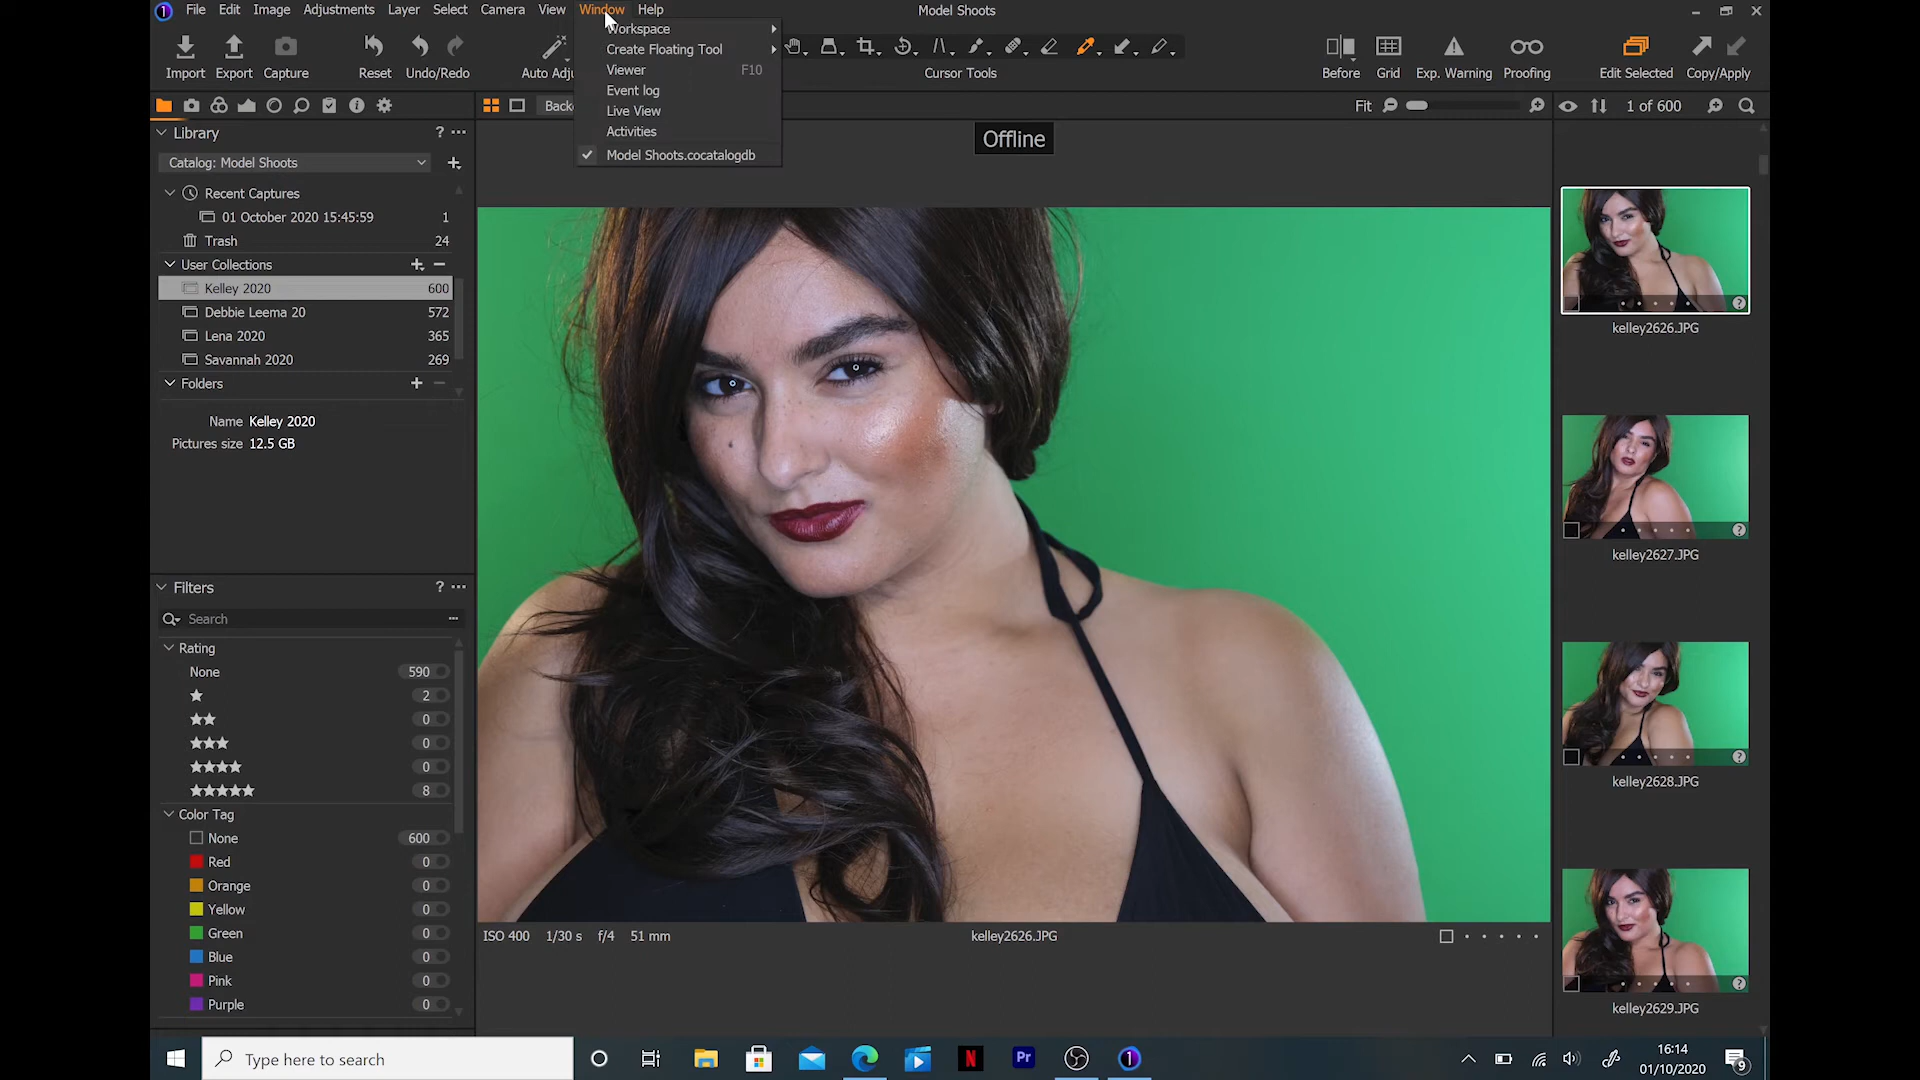 File Edit Image Adjustments Layer Select Camera View Window Help
Model Shoots
Workspace
Create Floating Tool
Viewer F10
Event log
Live View
Activities
Model Shoots.cocatalogdb
Import Export Capture Reset Undo/Redo Auto Adju
Cursor Tools
Before Grid Exp. Warning Proofing Edit Selected Copy/Apply
Back
Fit
1 of 600
Library ? ...
Catalog: Model Shoots
Recent Captures
01 October 2020 15:45:59 1
Trash 24
User Collections
Kelley 2020 600
Debbie Leema 20 572
Lena 2020 365
Savannah 2020 269
Folders
Name Kelley 2020
Pictures size 12.5 GB
Filters ? ...
Search
Rating
None 590
2
0
0
0
8
Color Tag
None 600
Red 0
Orange 0
Yellow 0
Green 0
Blue 0
Pink 0
Purple 0
Offline
ISO 400 1/30 s f/4 51 mm
kelley2626.JPG
kelley2626.JPG
kelley2627.JPG
kelley2628.JPG
kelley2629.JPG
Type here to search
N
Pr
1
16:14
01/10/2020
9